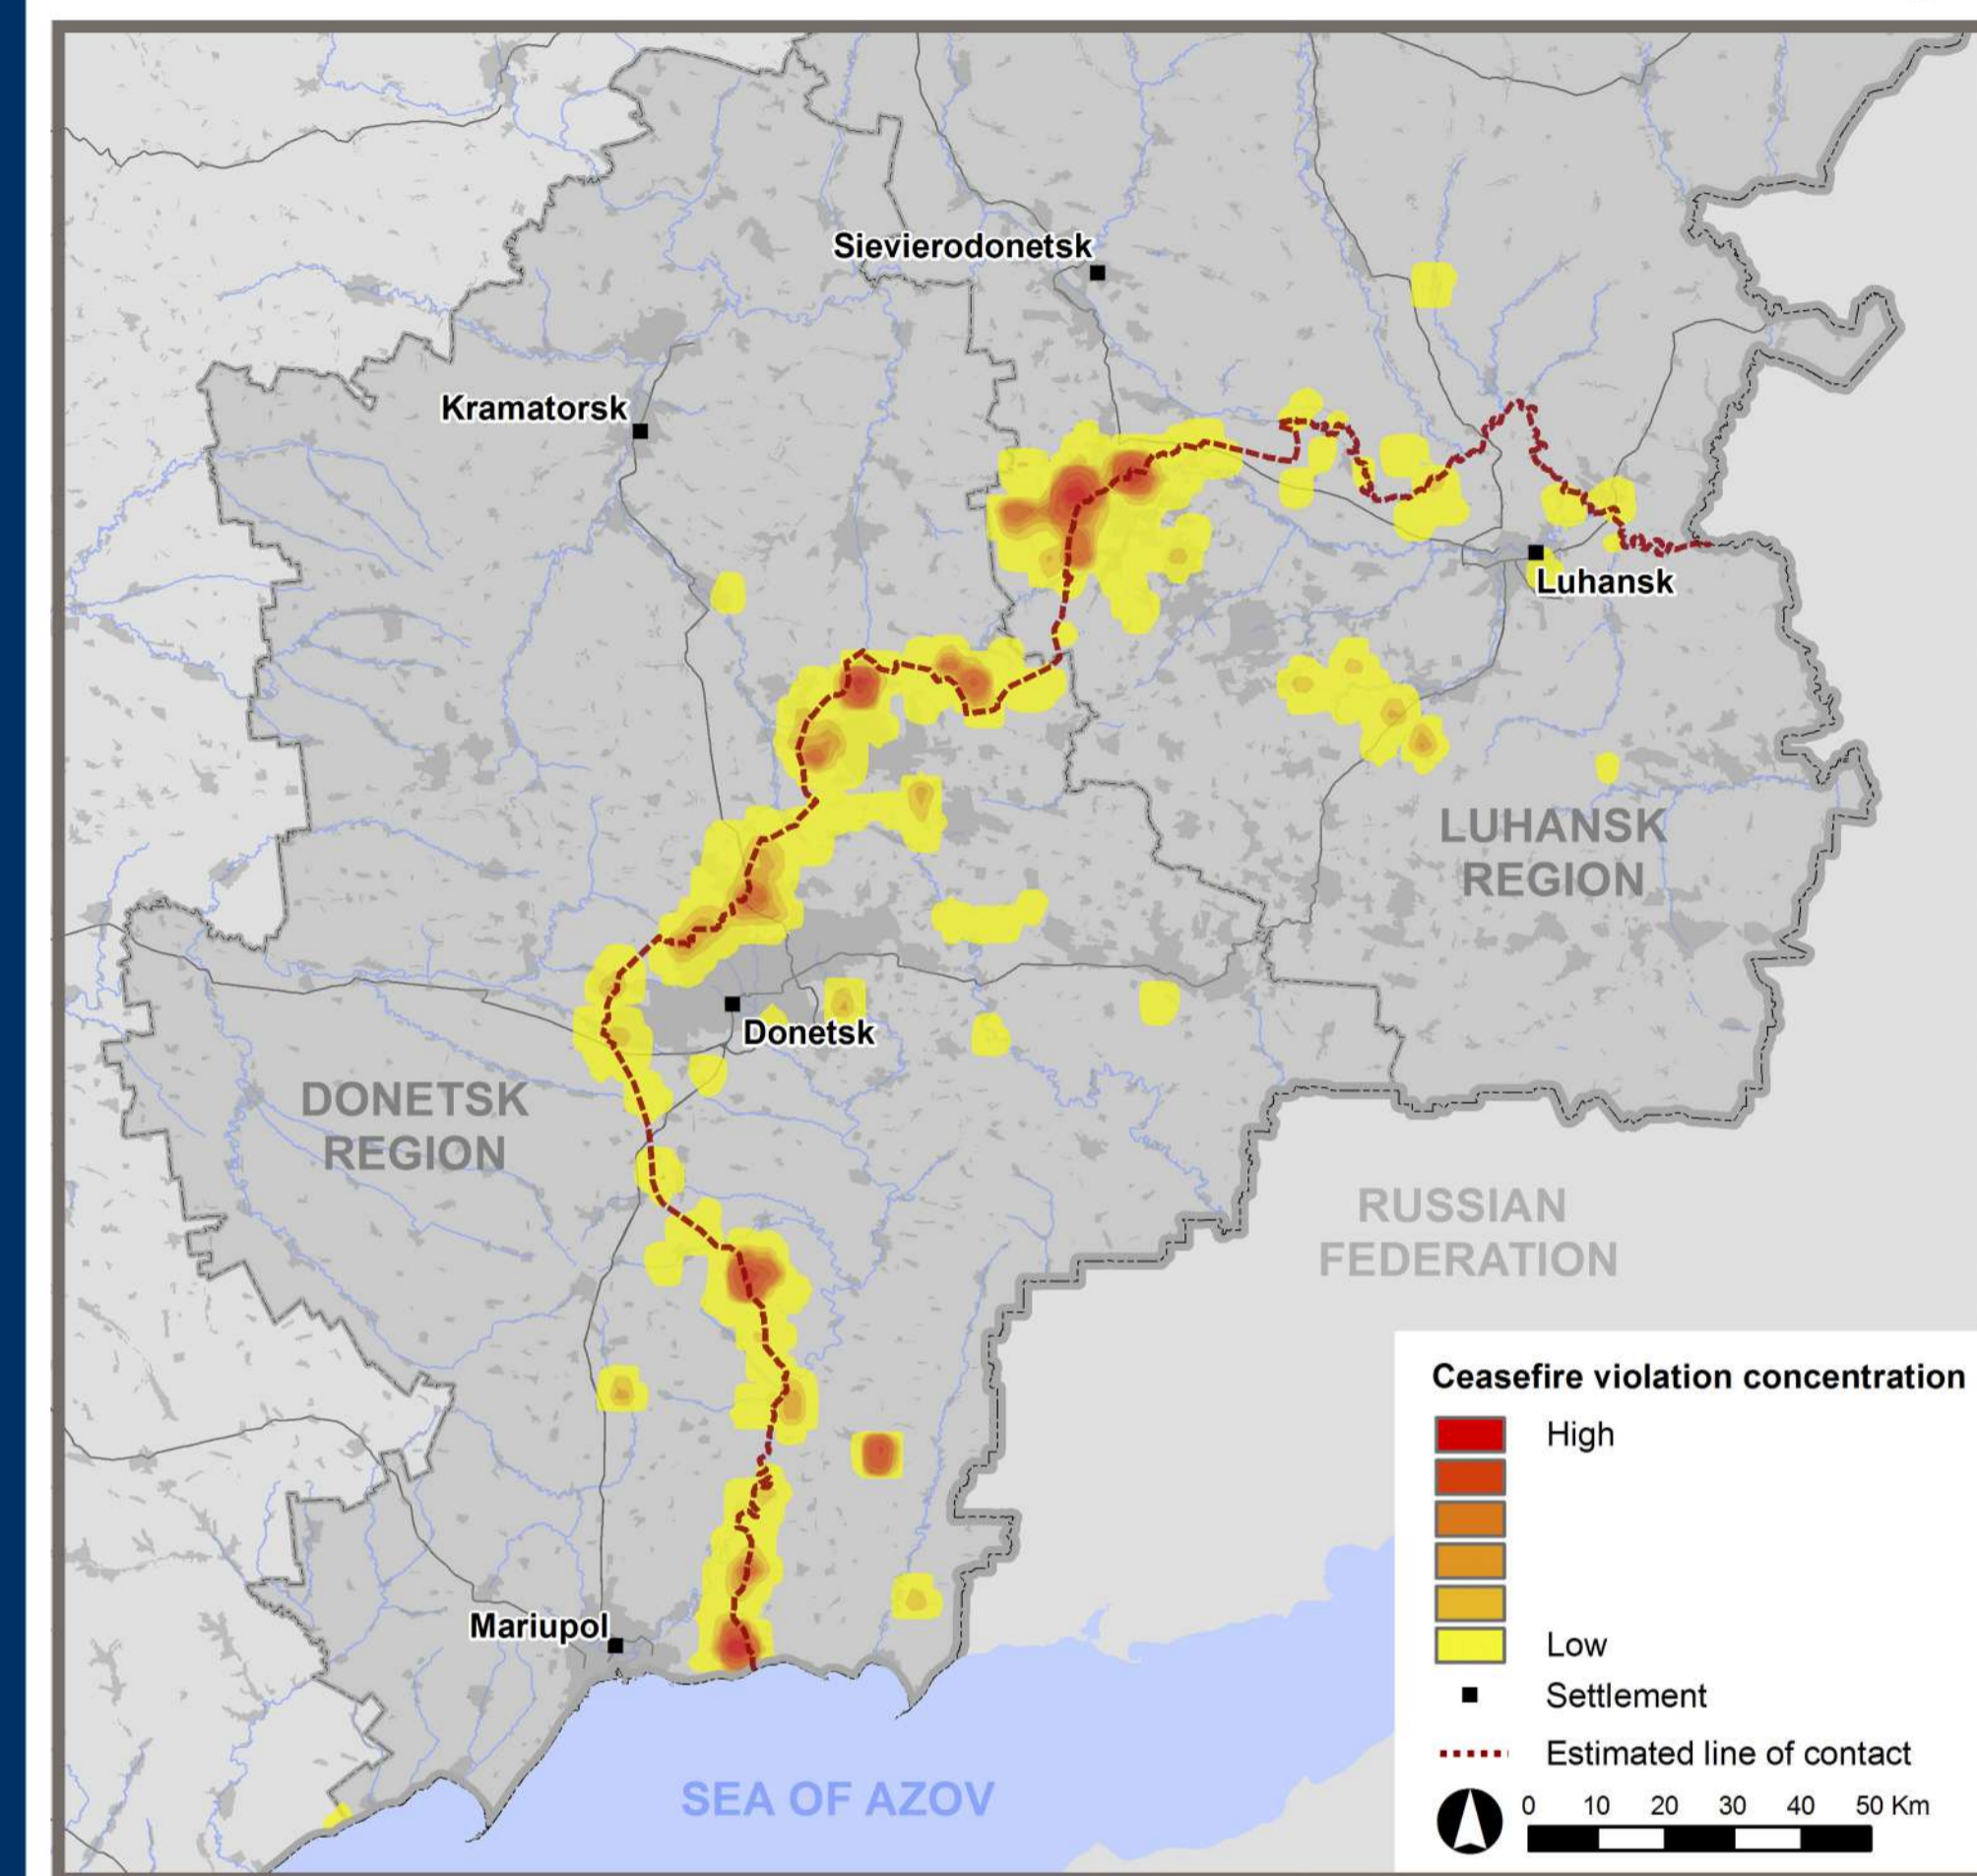 Sievierodonetsk
Kramatorsk
Luhansk
LUHANSK
REGION
Donetsk
DONETSK
REGION
RUSSIAN
FEDERATION
Mariupol
SEA OF AZOV
Ceasefire violation concentration
High
Low
Settlement
Estimated line of contact
0 10 20 30 40 50 Km